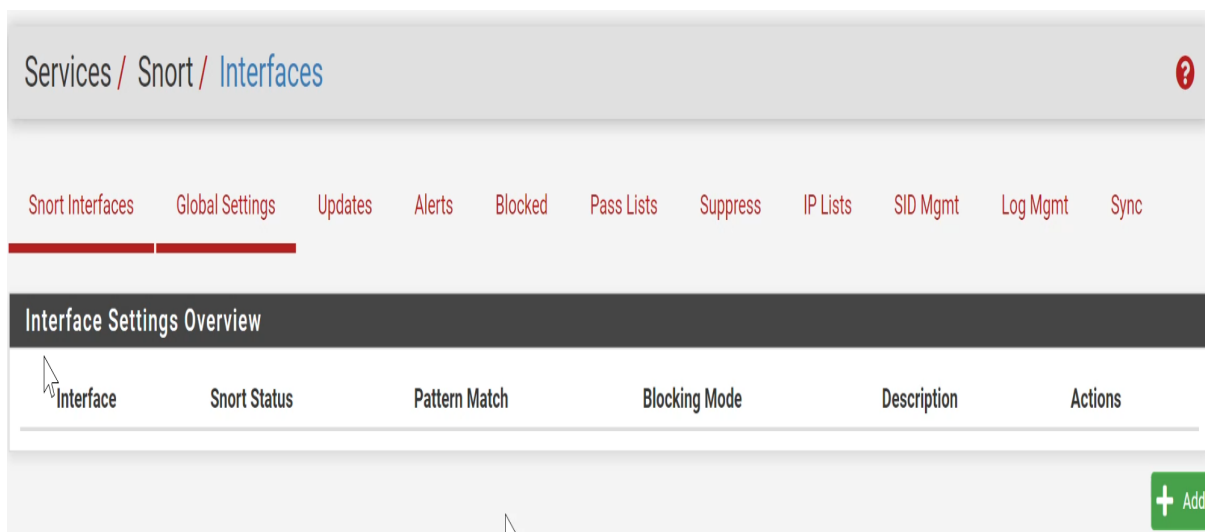 Services / Snort / Interfaces ?
Snort Interfaces Global Settings Updates Alerts Blocked Pass Lists Suppress IP Lists SID Mgmt Log Mgmt Sync
Interface Settings Overview
Interface Snort Status Pattern Match Blocking Mode Description Actions
+ Add